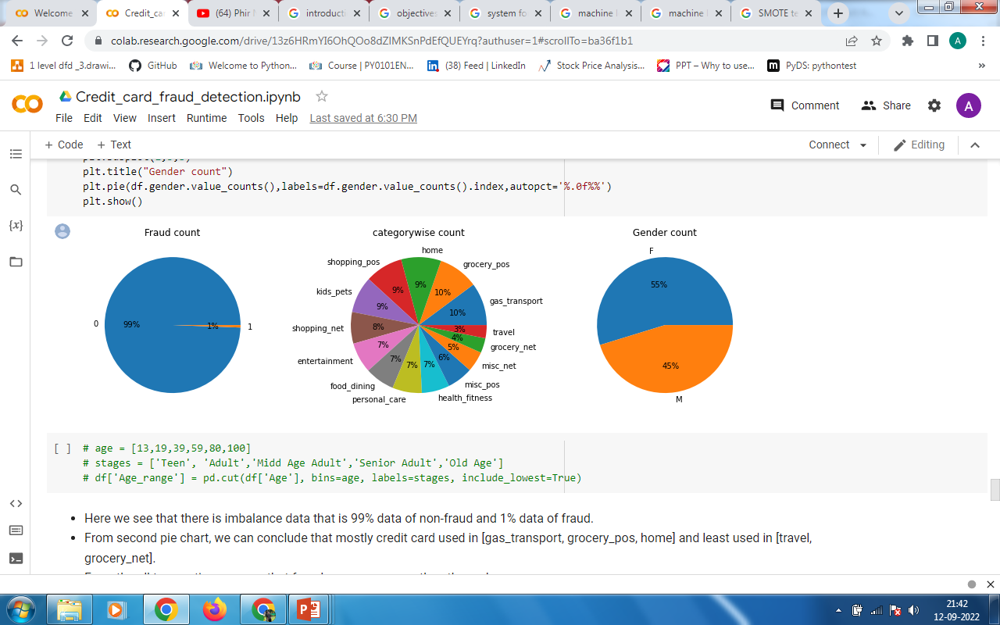 Welcome
Credit_ca
(64) Phir
introducti
objectives
system fo
machine
machine
SMOTE te
colab.research.google.com/drive/13z6HRmYI6OhQOo8dZIMKSnPdEfQUEYrq?authuser=1#scrollTo=ba36f1b1
A
1 level dfd _3.drawi...
GitHub
Welcome to Python...
Course | PY0101EN...
(38) Feed | LinkedIn
Stock Price Analysis...
PPT – Why to use...
PyDS: pythontest
»
Credit_card_fraud_detection.ipynb
File Edit View Insert Runtime Tools Help Last saved at 6:30 PM
Comment
Share
A
+ Code + Text
Connect
Editing
plt.title("Gender count")
plt.pie(df.gender.value_counts(),labels=df.gender.value_counts().index,autopct='%.0f%%')
plt.show()
{x}
Fraud count
0
99%
1%
1
categorywise count
home
shopping_pos
grocery_pos
kids_pets
gas_transport
shopping_net
travel
grocery_net
entertainment
misc_net
food_dining
misc_pos
personal_care
health_fitness
9%
9%
10%
9%
10%
8%
3%
4%
7%
5%
7%
7%
7%
6%
Gender count
F
55%
45%
M
[ ] # age = [13,19,39,59,80,100]
# stages = ['Teen', 'Adult','Midd Age Adult','Senior Adult','Old Age']
# df['Age_range'] = pd.cut(df['Age'], bins=age, labels=stages, include_lowest=True)
• Here we see that there is imbalance data that is 99% data of non-fraud and 1% data of fraud.
• From second pie chart, we can conclude that mostly credit card used in [gas_transport, grocery_pos, home] and least used in [travel,
grocery_net].
21:42
12-09-2022